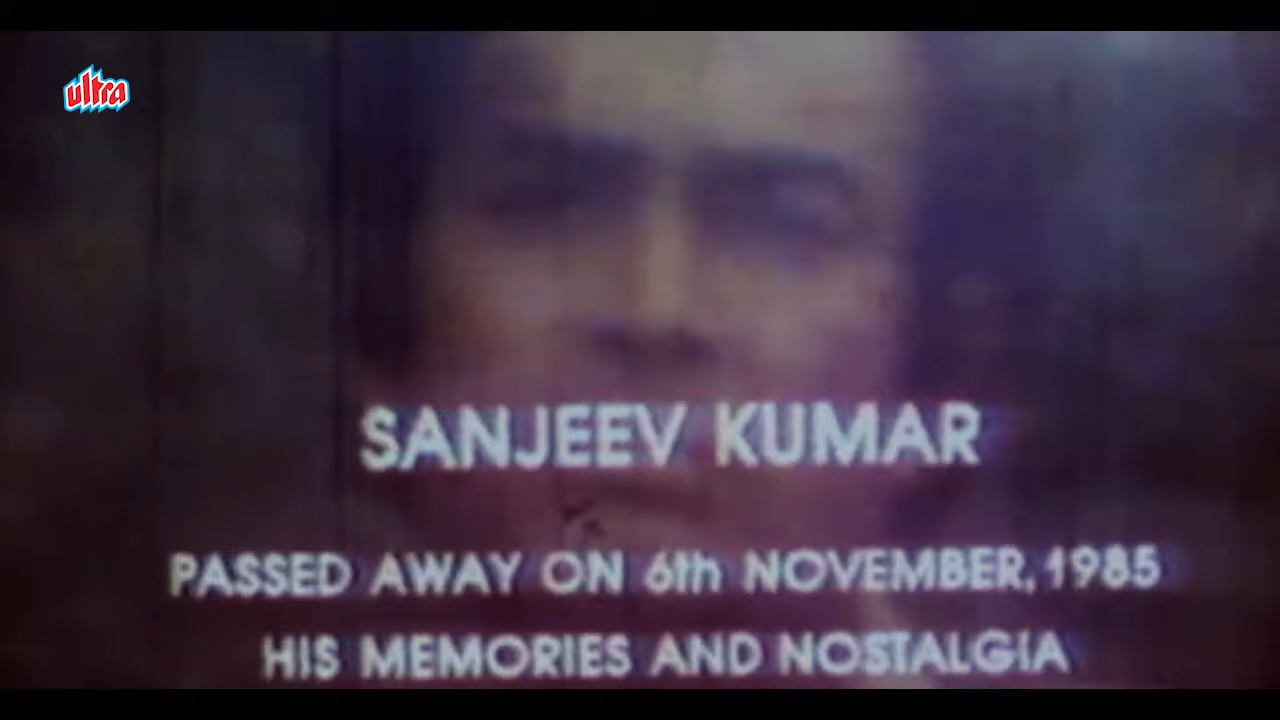 ultra
SANJEEV KUMAR
PASSED AWAY ON 6th NOVEMBER, 1985
HIS MEMORIES AND NOSTALGIA